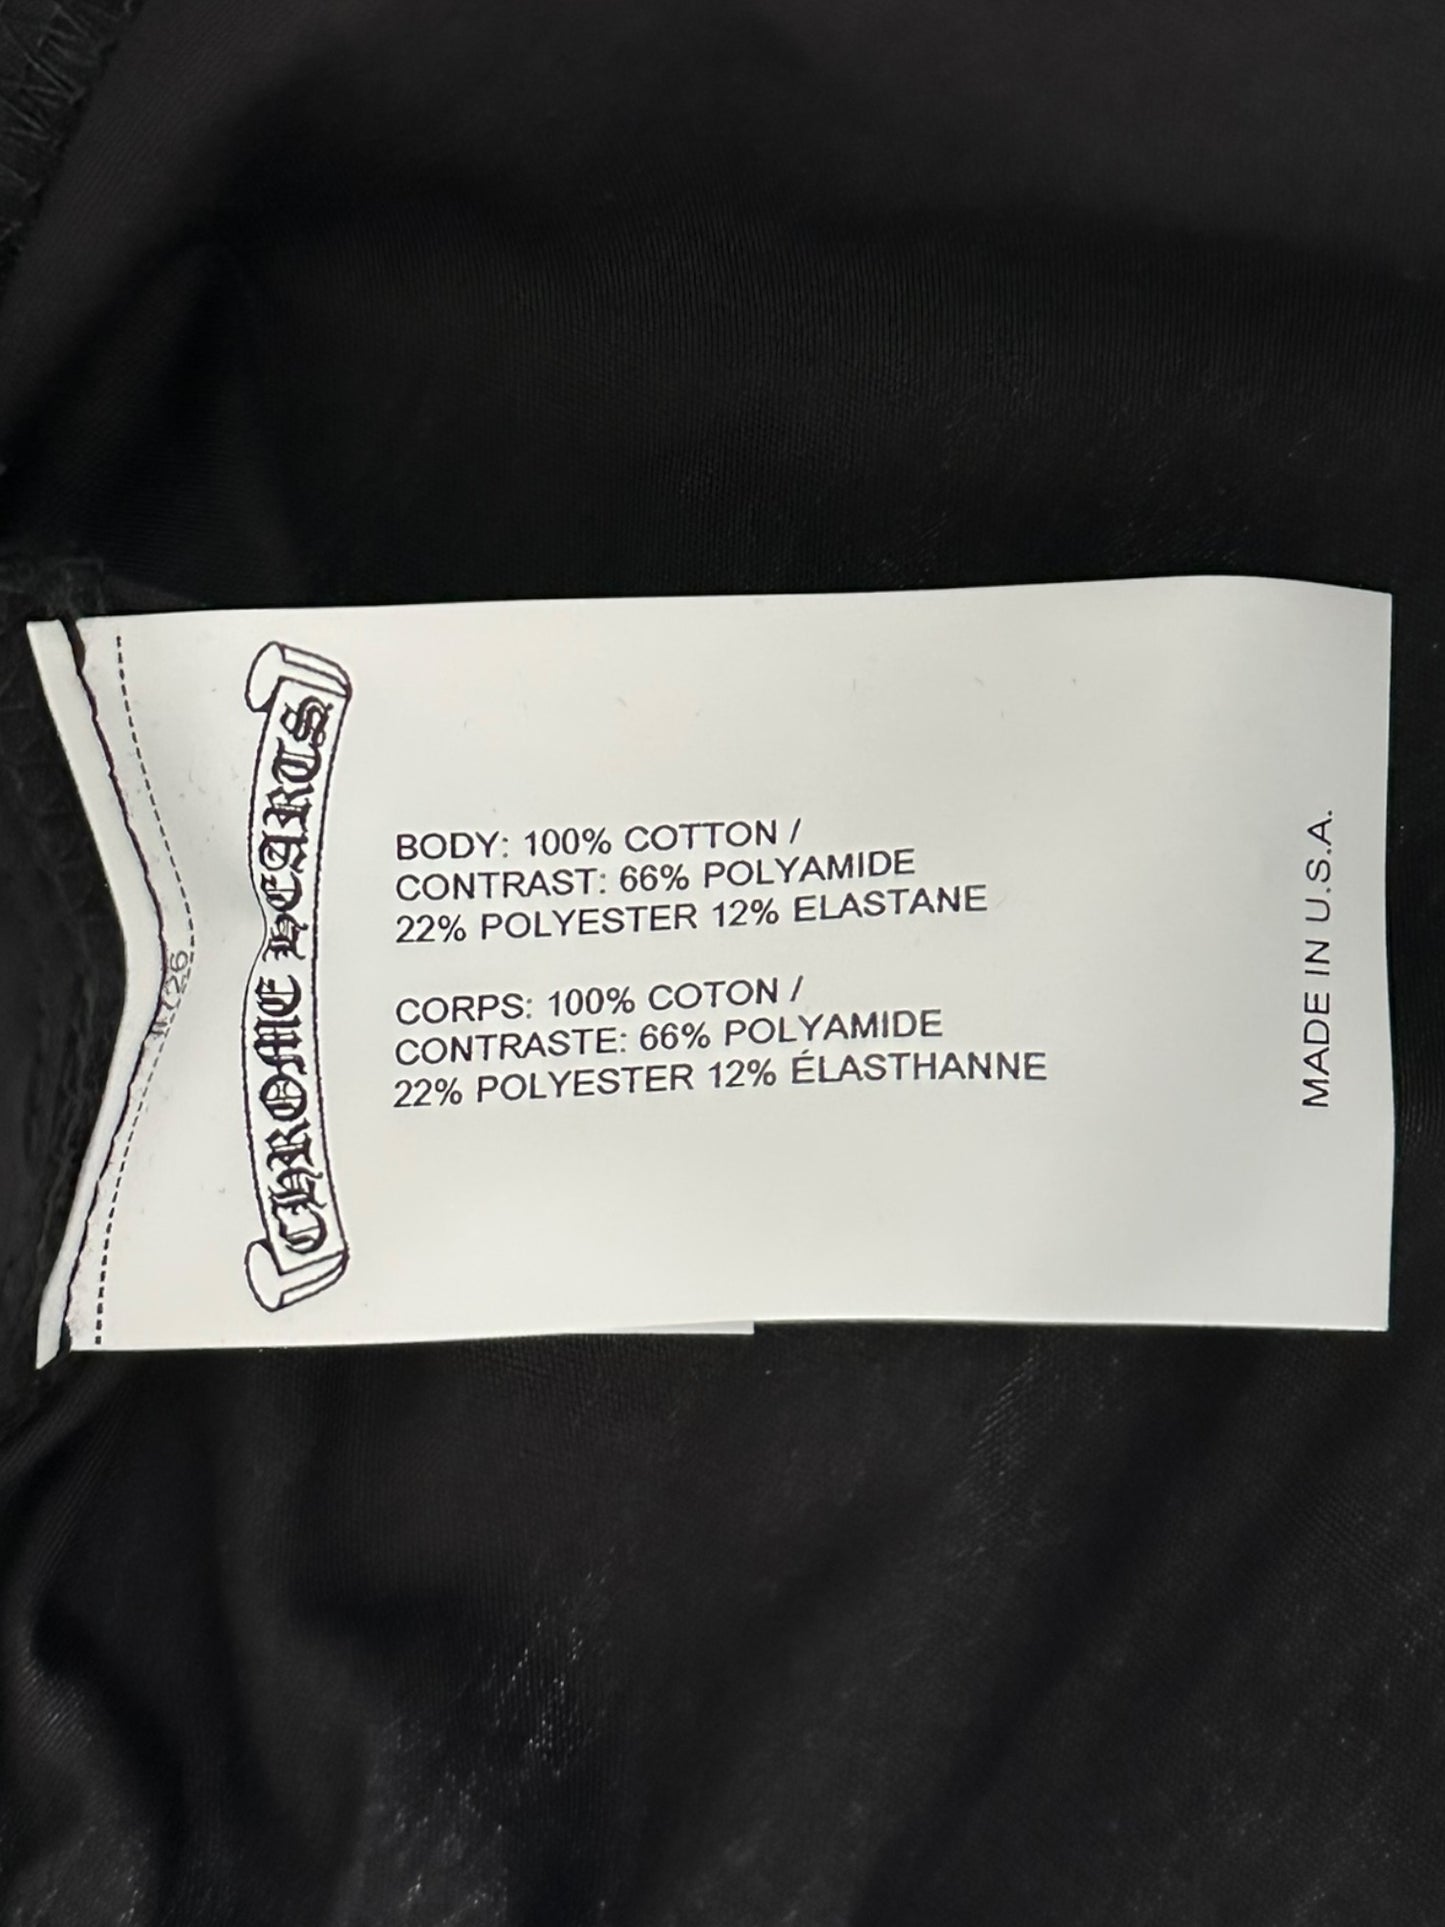 CHROME HEARTS
BODY: 100% COTTON /
CONTRAST: 66% POLYAMIDE
22% POLYESTER 12% ELASTANE
CORPS: 100% COTON /
CONTRASTE: 66% POLYAMIDE
22% POLYESTER 12% ÉLASTHANNE
MADE IN U.S.A.